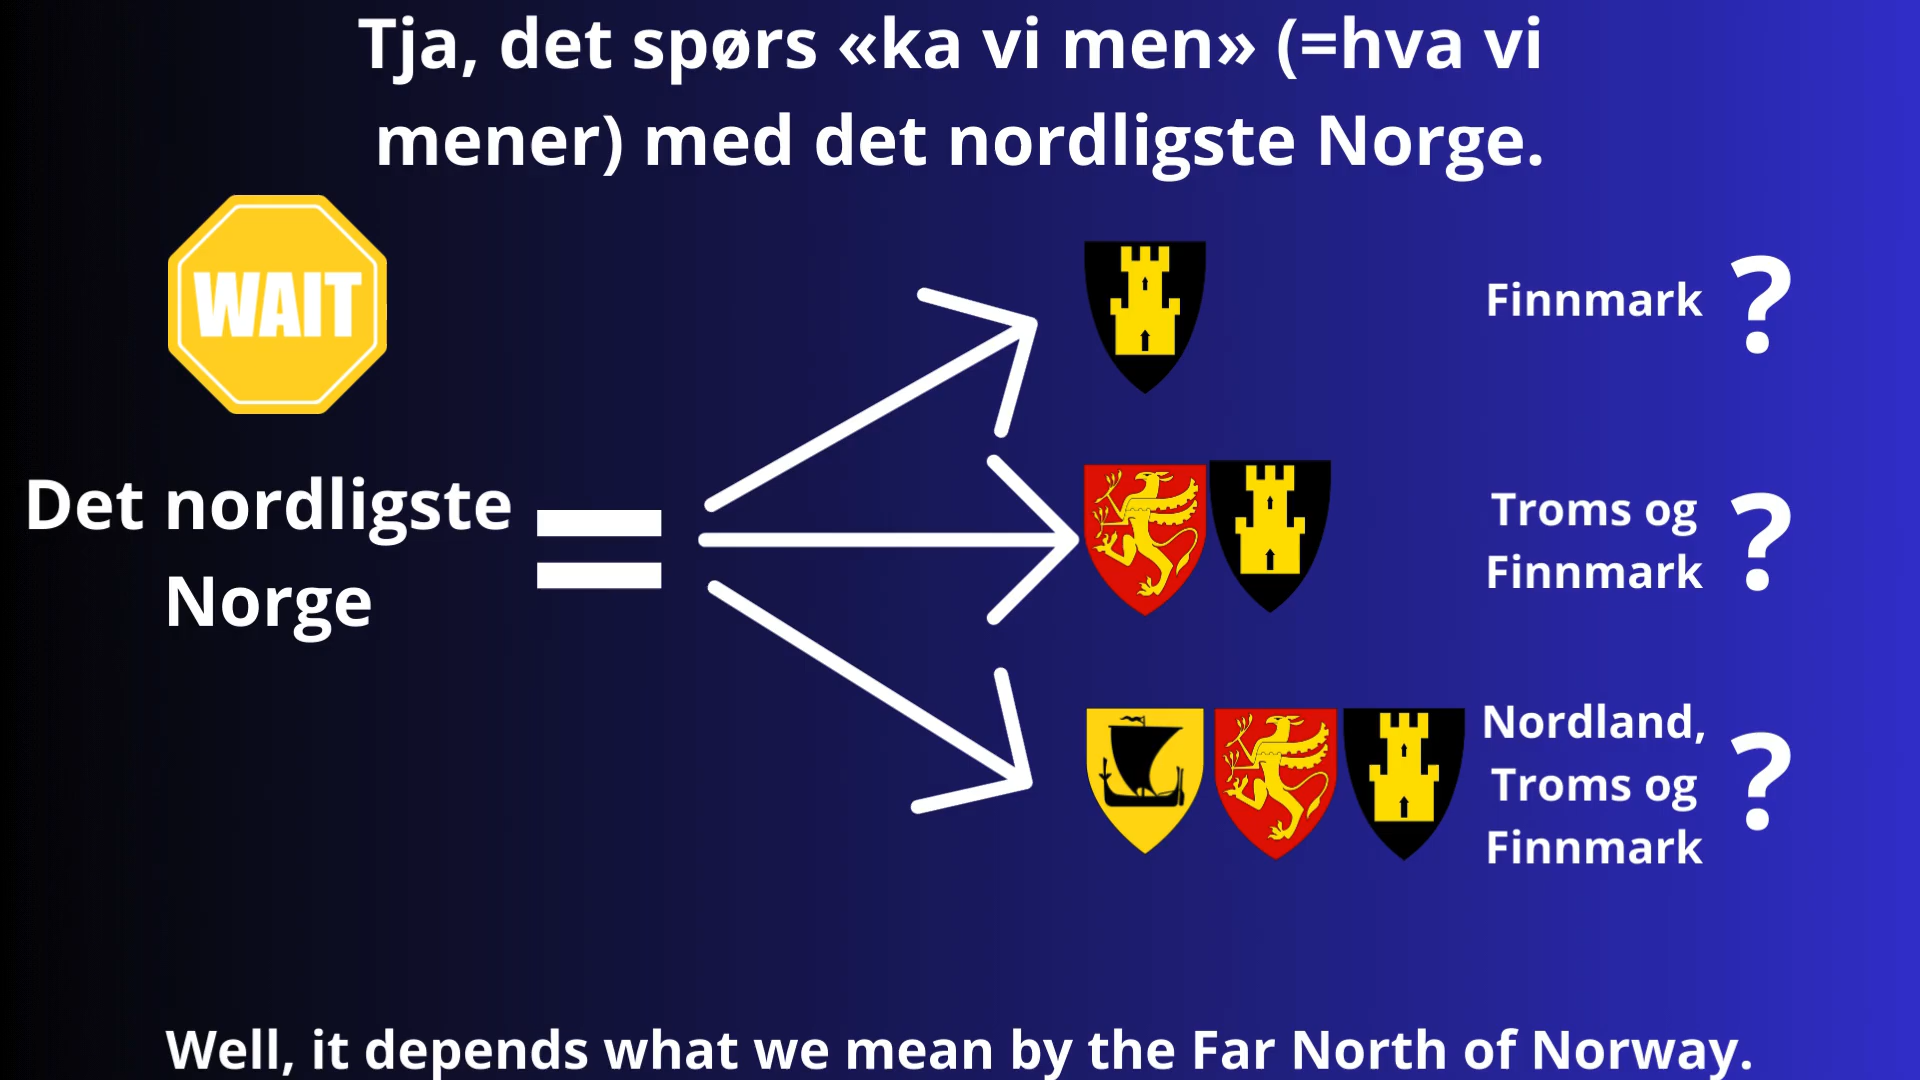 Tja, det spørs «ka vi men» (=hva vi
mener) med det nordligste Norge.
WAIT
Det nordligste
Norge
=
Finnmark ?
Troms og
Finnmark ?
Nordland,
Troms og
Finnmark ?
Well, it depends what we mean by the Far North of Norway.